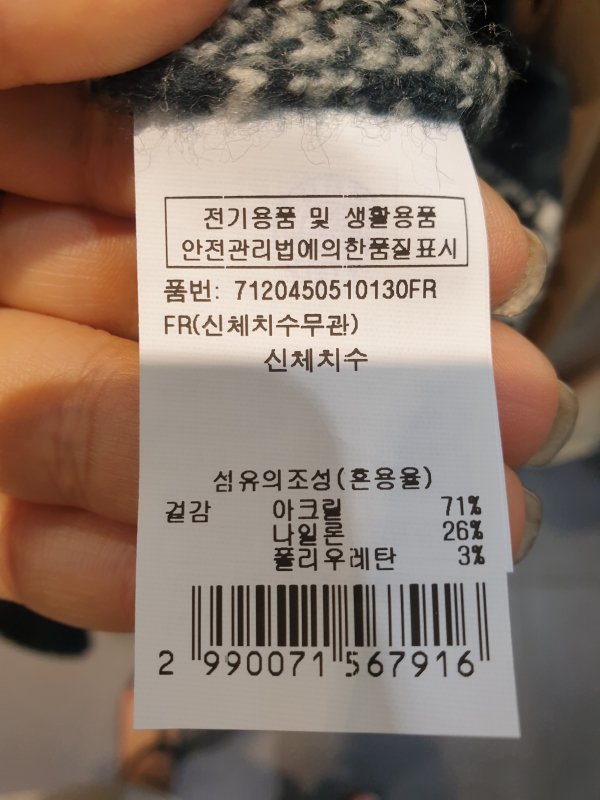 전기용품 및 생활용품
안전관리법에의한품질표시
품번: 7120450510130FR
FR(신체치수무관)
신체치수
섬유의조성(혼용율)
겉감 아크릴 71%
나일론 26%
폴리우레탄 3%
2 990071 567916